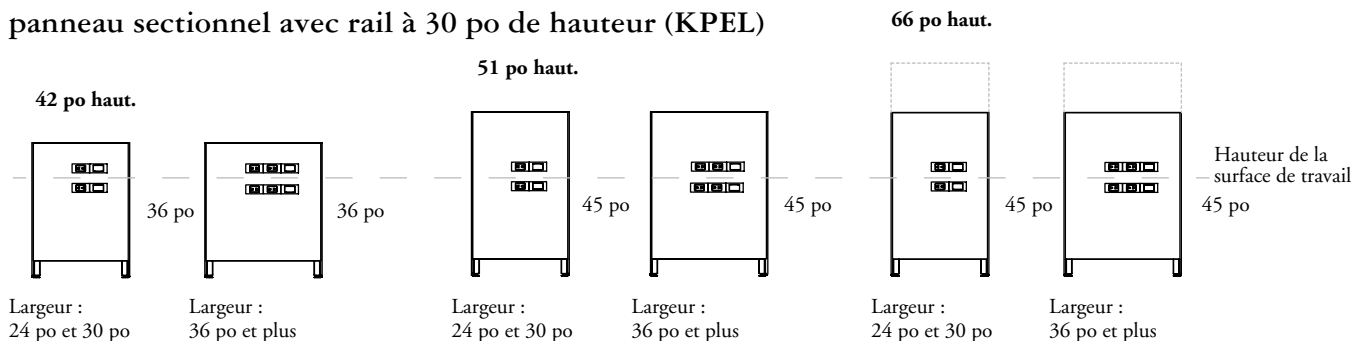 panneau sectionnel avec rail à 30 po de hauteur (KPEL)
66 po haut.
51 po haut.
42 po haut.
Hauteur de la
surface de travail
36 po
36 po
45 po
45 po
45 po
45 po
Largeur :
24 po et 30 po
Largeur :
36 po et plus
Largeur :
24 po et 30 po
Largeur :
36 po et plus
Largeur :
24 po et 30 po
Largeur :
36 po et plus